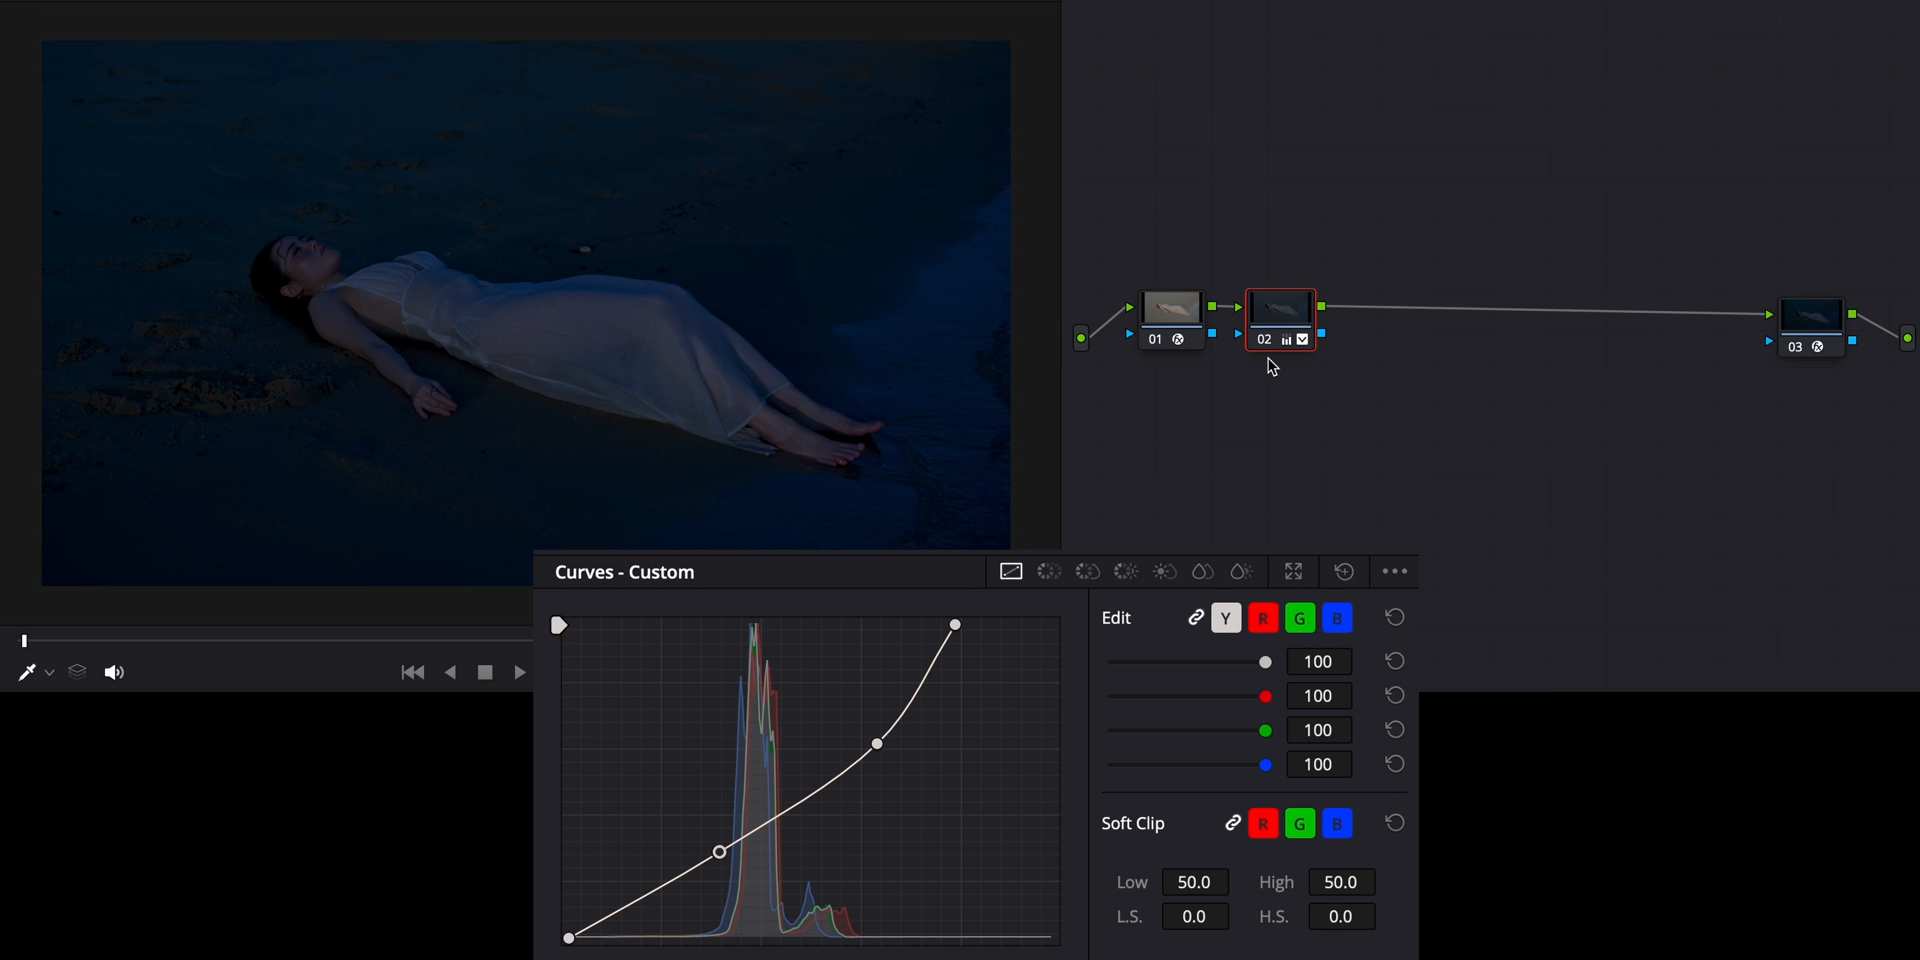 01
02
03
Curves - Custom
Edit
Y
R
G
B
100
100
100
100
Soft Clip
R
G
B
Low
50.0
High
50.0
L.S.
0.0
H.S.
0.0